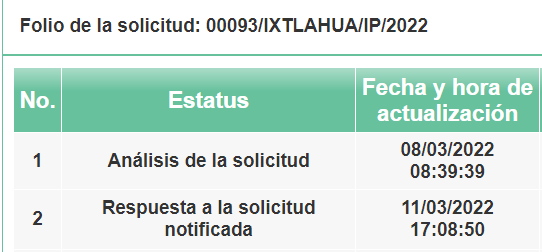 Folio de la solicitud: 00093/IXTLAHUA/IP/2022
No. Estatus Fecha y hora de
actualización
1 Análisis de la solicitud 08/03/2022
08:39:39
2 Respuesta a la solicitud
notificada 11/03/2022
17:08:50